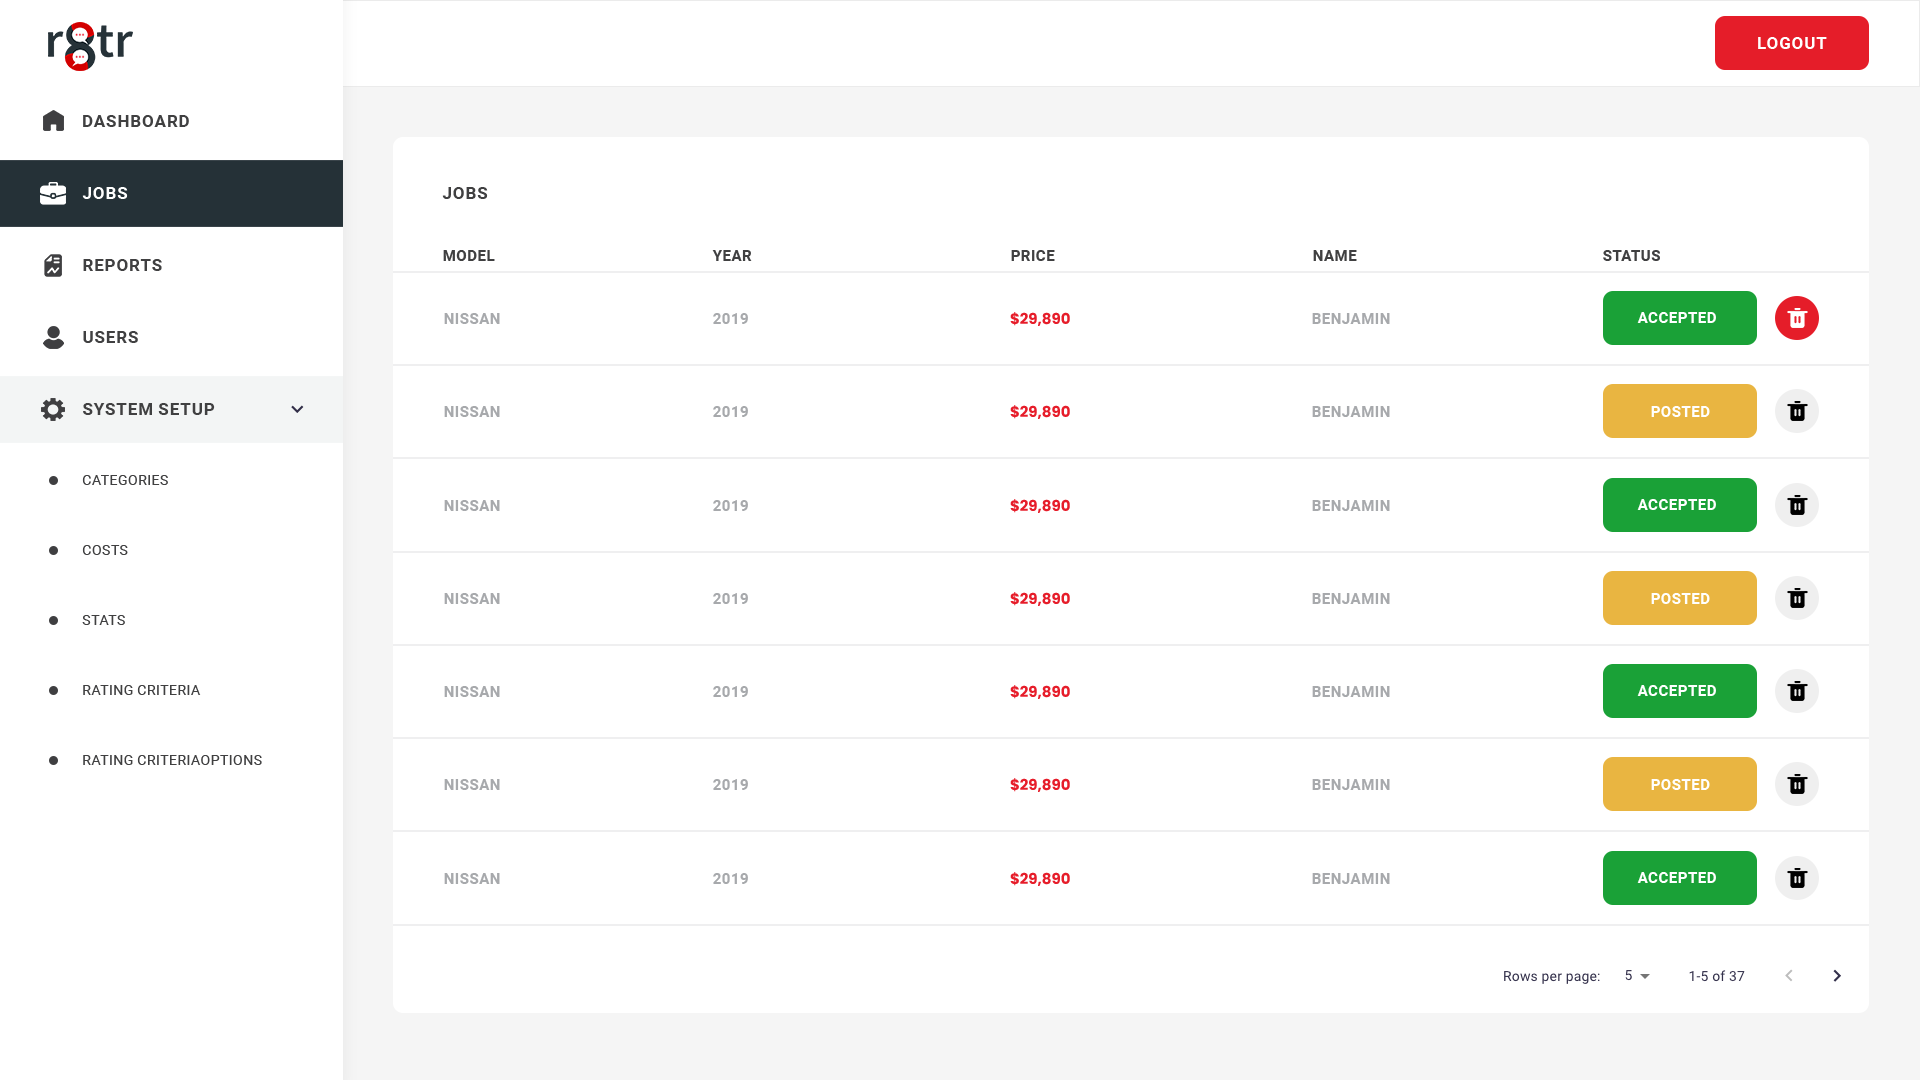 r8tr
LOGOUT
DASHBOARD
JOBS
REPORTS
USERS
SYSTEM SETUP
CATEGORIES
COSTS
STATS
RATING CRITERIA
RATING CRITERIAOPTIONS
JOBS
MODEL YEAR PRICE NAME STATUS
NISSAN 2019 $29,890 BENJAMIN ACCEPTED
NISSAN 2019 $29,890 BENJAMIN POSTED
NISSAN 2019 $29,890 BENJAMIN ACCEPTED
NISSAN 2019 $29,890 BENJAMIN POSTED
NISSAN 2019 $29,890 BENJAMIN ACCEPTED
NISSAN 2019 $29,890 BENJAMIN POSTED
NISSAN 2019 $29,890 BENJAMIN ACCEPTED
Rows per page: 5 1-5 of 37